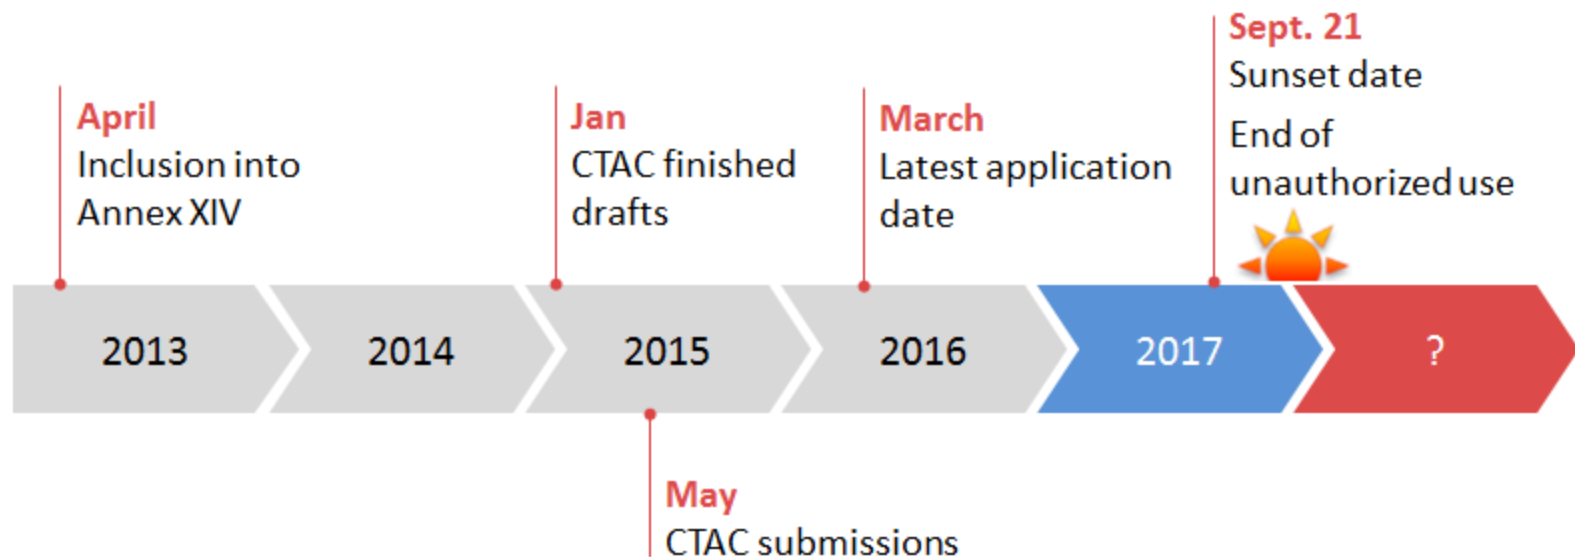 April
Inclusion into
Annex XIV
Jan
CTAC finished
drafts
March
Latest application
date
Sept. 21
Sunset date
End of
unauthorized use
2013
2014
2015
2016
2017
?
May
CTAC submissions